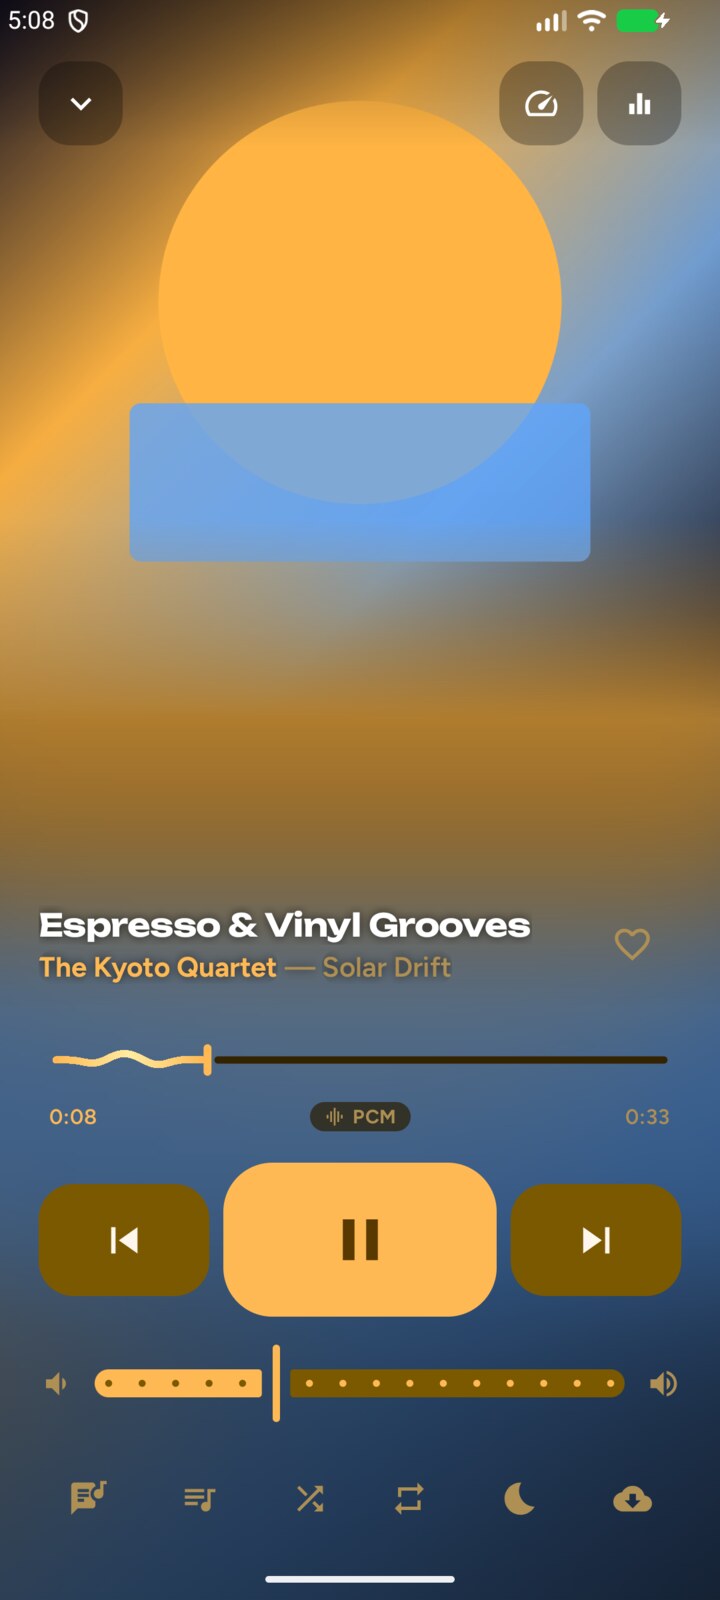 5:08
Espresso & Vinyl Grooves
The Kyoto Quartet — Solar Drift
0:08
PCM
0:33